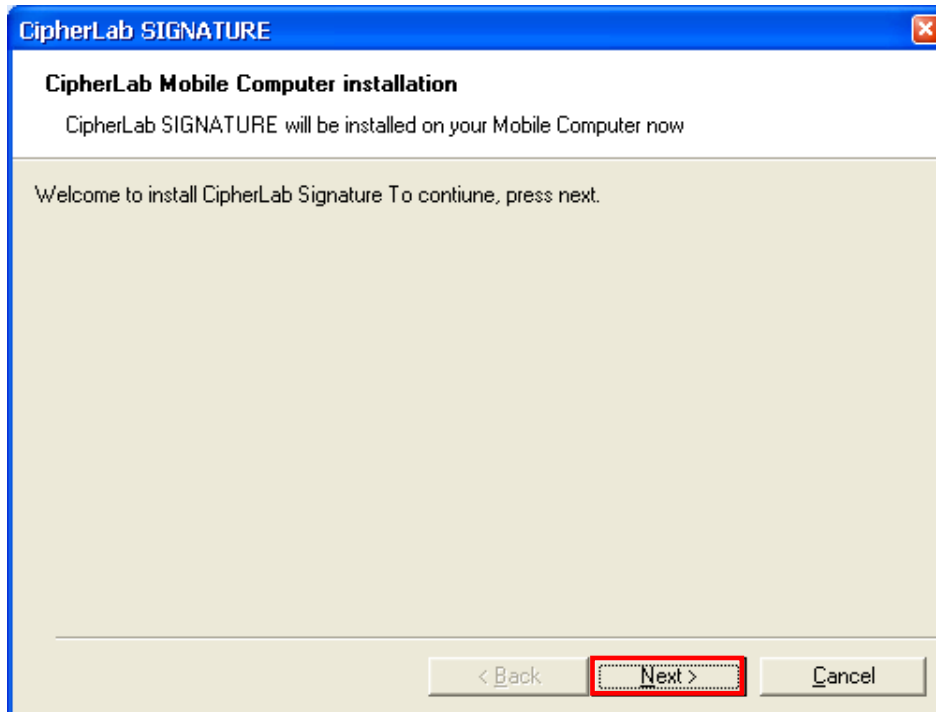 CipherLab SIGNATURE
CipherLab Mobile Computer installation
CipherLab SIGNATURE will be installed on your Mobile Computer now
Welcome to install CipherLab Signature To contiune, press next.
< Back
Next >
Cancel